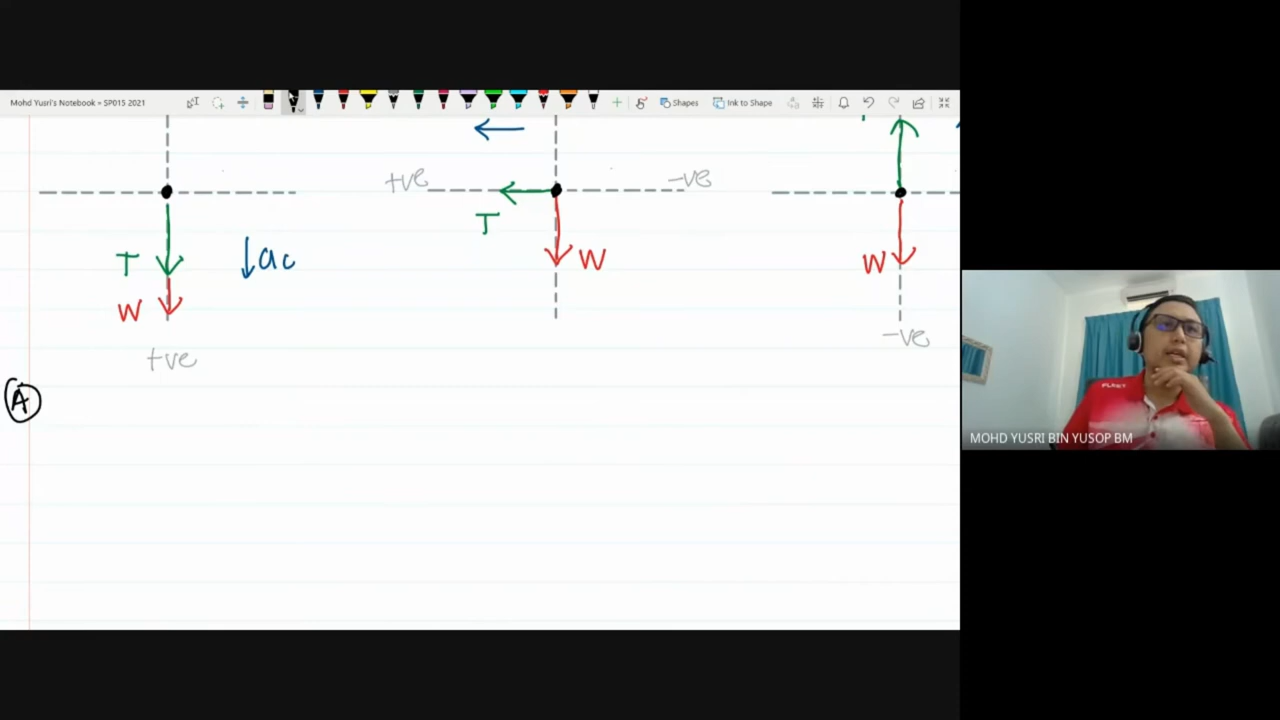 Mohd Yusri's Notebook » SP015 2021
Shapes
Ink to Shape
+ve
-ve
T
W
T
ac
W
W
-ve
+ve
A
MOHD YUSRI BIN YUSOP BM